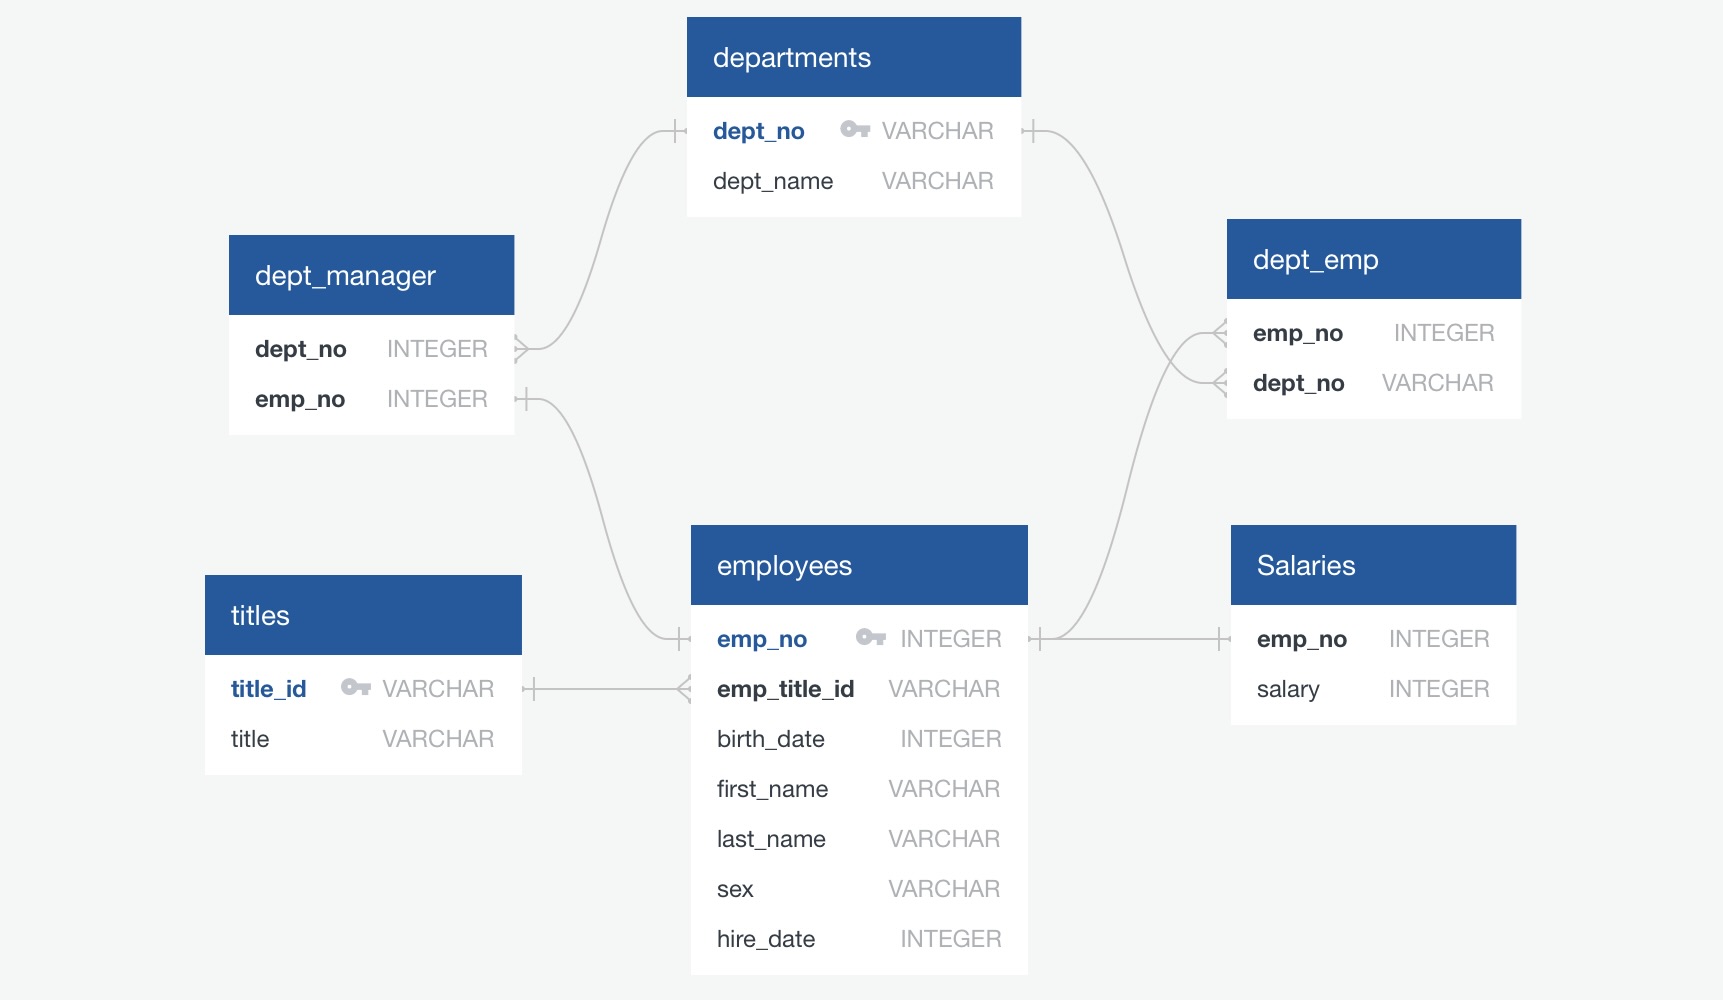 departments
dept_no VARCHAR
dept_name VARCHAR
dept_manager
dept_no INTEGER
emp_no INTEGER
dept_emp
emp_no INTEGER
dept_no VARCHAR
titles
title_id VARCHAR
title VARCHAR
employees
emp_no INTEGER
emp_title_id VARCHAR
birth_date INTEGER
first_name VARCHAR
last_name VARCHAR
sex VARCHAR
hire_date INTEGER
Salaries
emp_no INTEGER
salary INTEGER